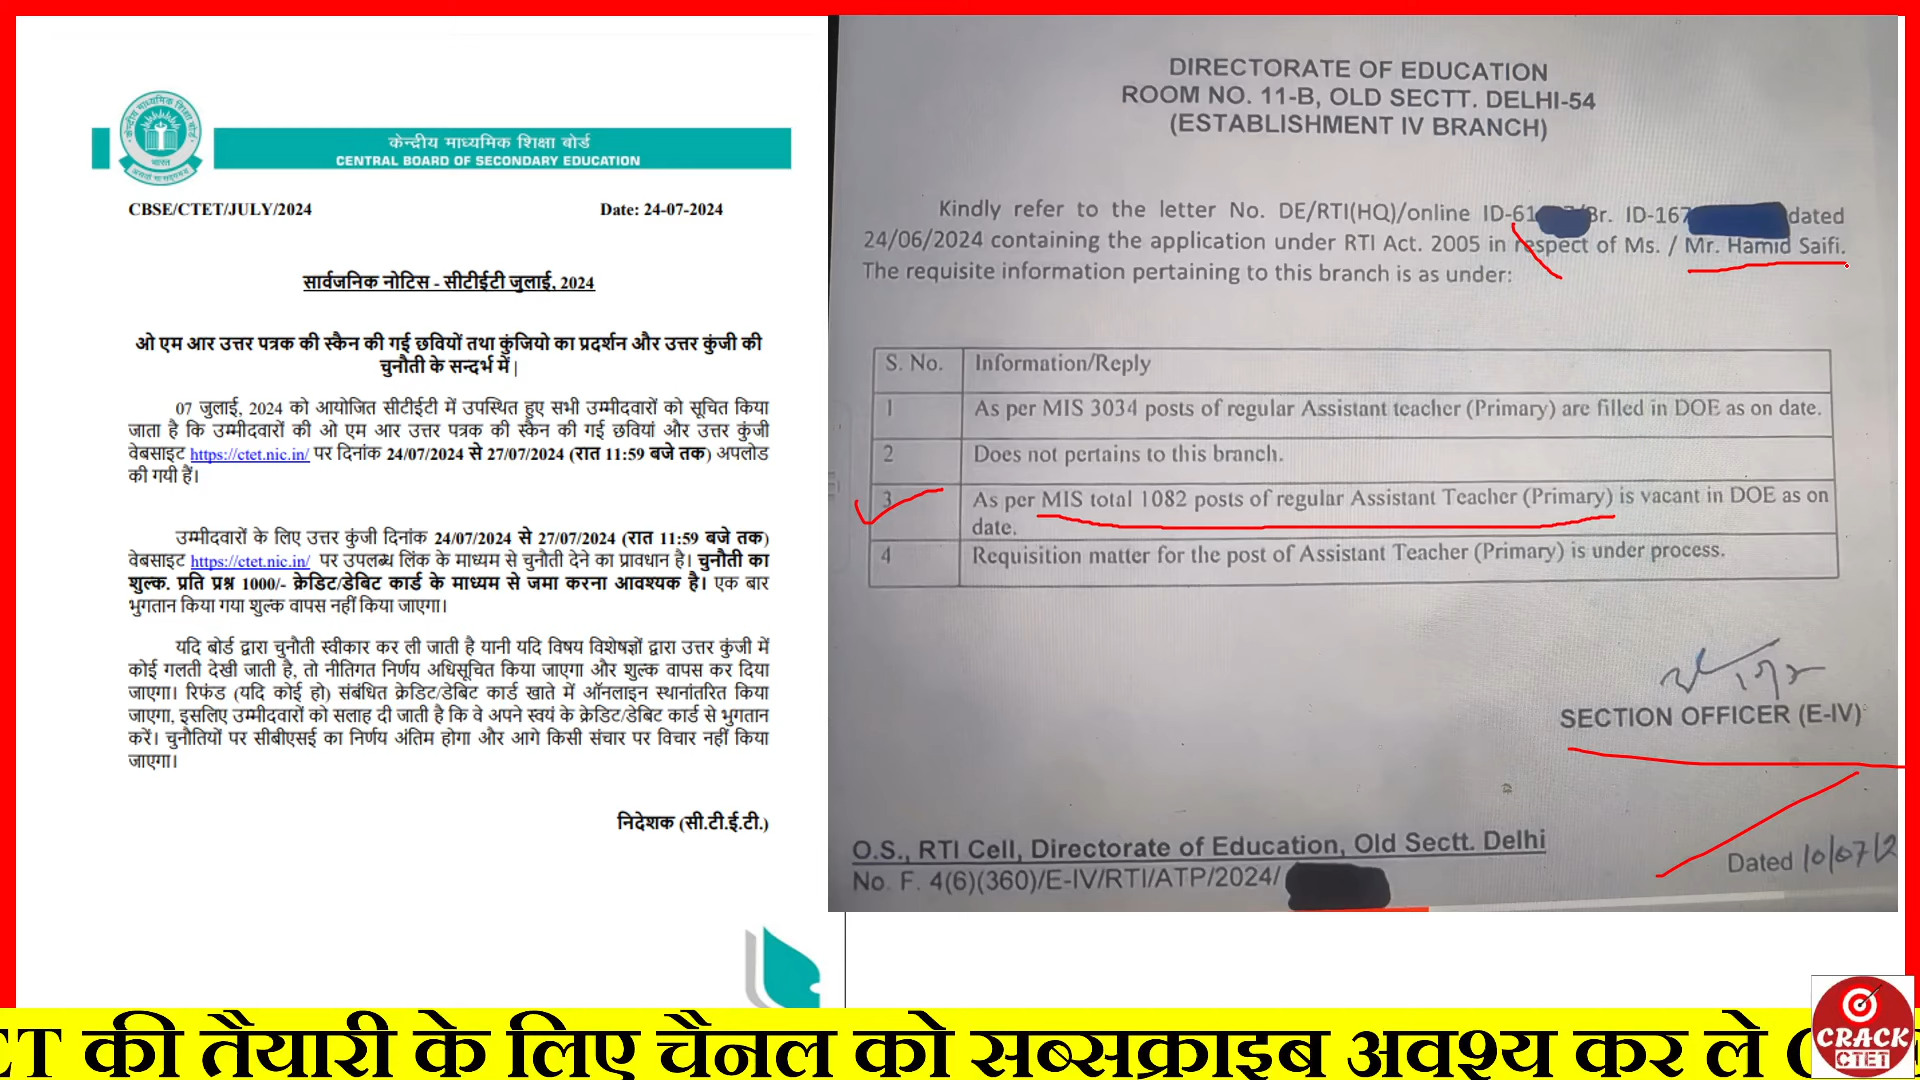 केन्द्रीय माध्यमिक शिक्षा बोर्ड
CENTRAL BOARD OF SECONDARY EDUCATION
भारत
CBSE/CTET/JULY/2024 Date: 24-07-2024
सार्वजनिक नोटिस - सीटीईटी जुलाई, 2024
ओ एम आर उत्तर पत्रक की स्कैन की गई छवियों तथा कुंजियो का प्रदर्शन और उत्तर कुंजी की
चुनौती के सन्दर्भ में |
07 जुलाई, 2024 को आयोजित सीटीईटी में उपस्थित हुए सभी उम्मीदवारों को सूचित किया
जाता है कि उम्मीदवारों की ओ एम आर उत्तर पत्रक की स्कैन की गई छवियां और उत्तर कुंजी
वेबसाइट https://ctet.nic.in/ पर दिनांक 24/07/2024 से 27/07/2024 (रात 11:59 बजे तक) अपलोड
की गयी हैं।
उम्मीदवारों के लिए उत्तर कुंजी दिनांक 24/07/2024 से 27/07/2024 (रात 11:59 बजे तक)
वेबसाइट https://ctet.nic.in/ पर उपलब्ध लिंक के माध्यम से चुनौती देने का प्रावधान है। चुनौती का
शुल्क. प्रति प्रश्न 1000/- क्रेडिट/डेबिट कार्ड के माध्यम से जमा करना आवश्यक है। एक बार
भुगतान किया गया शुल्क वापस नहीं किया जाएगा।
यदि बोर्ड द्वारा चुनौती स्वीकार कर ली जाती है यानी यदि विषय विशेषज्ञों द्वारा उत्तर कुंजी में
कोई गलती देखी जाती है, तो नीतिगत निर्णय अधिसूचित किया जाएगा और शुल्क वापस कर दिया
जाएगा। रिफंड (यदि कोई हो) संबंधित क्रेडिट/डेबिट कार्ड खाते में ऑनलाइन स्थानांतरित किया
जाएगा, इसलिए उम्मीदवारों को सलाह दी जाती है कि वे अपने स्वयं के क्रेडिट/डेबिट कार्ड से भुगतान
करें। चुनौतियों पर सीबीएसई का निर्णय अंतिम होगा और आगे किसी संचार पर विचार नहीं किया
जाएगा।
निदेशक (सी.टी.ई.टी.)
DIRECTORATE OF EDUCATION
ROOM NO. 11-B, OLD SECTT. DELHI-54
(ESTABLISHMENT IV BRANCH)
Kindly refer to the letter No. DE/RTI(HQ)/online ID-61 /Br. ID-167 dated
24/06/2024 containing the application under RTI Act. 2005 in respect of Ms. / Mr. Hamid Saifi.
The requisite information pertaining to this branch is as under:
S. No. Information/Reply
1 As per MIS 3034 posts of regular Assistant teacher (Primary) are filled in DOE as on date.
2 Does not pertains to this branch.
3 As per MIS total 1082 posts of regular Assistant Teacher (Primary) is vacant in DOE as on
date.
4 Requisition matter for the post of Assistant Teacher (Primary) is under process.
SECTION OFFICER (E-IV)
O.S., RTI Cell, Directorate of Education, Old Sectt. Delhi
No. F. 4(6)(360)/E-IV/RTI/ATP/2024/
Dated 10/07/2
CT की तैयारी के लिए चैनल को सब्सक्राइब अवश्य कर ले (
CRACK
CTET